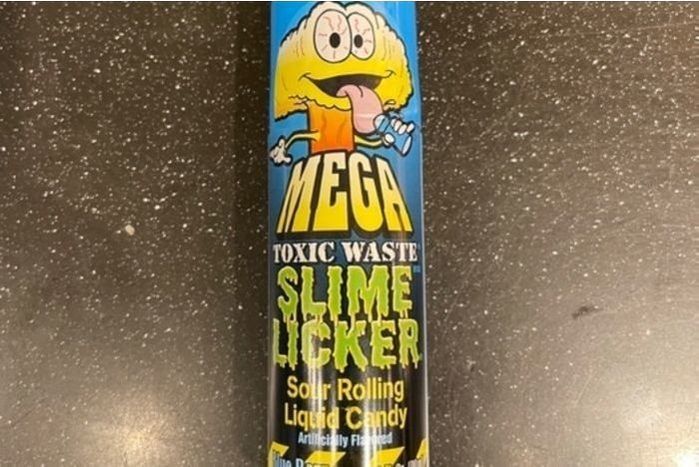 MEGA
TOXIC WASTE
SLIME
LICKER
Sour Rolling
Liquid Candy
Artificially Flavored